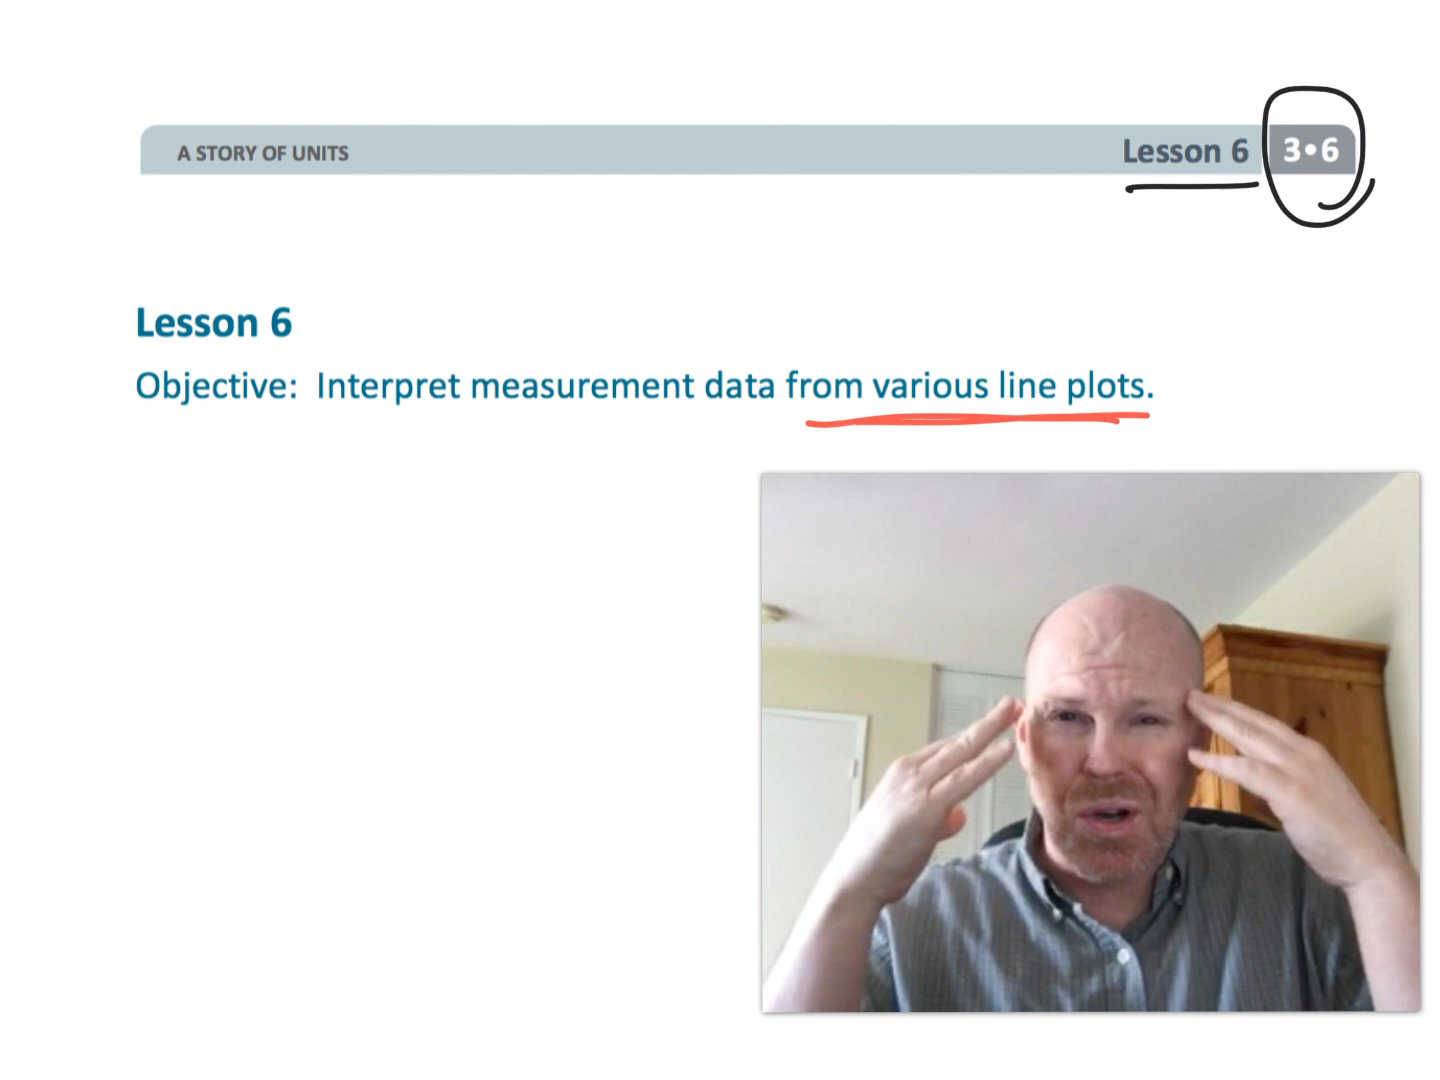 A STORY OF UNITS Lesson 6 3•6
Lesson 6
Objective: Interpret measurement data from various line plots.